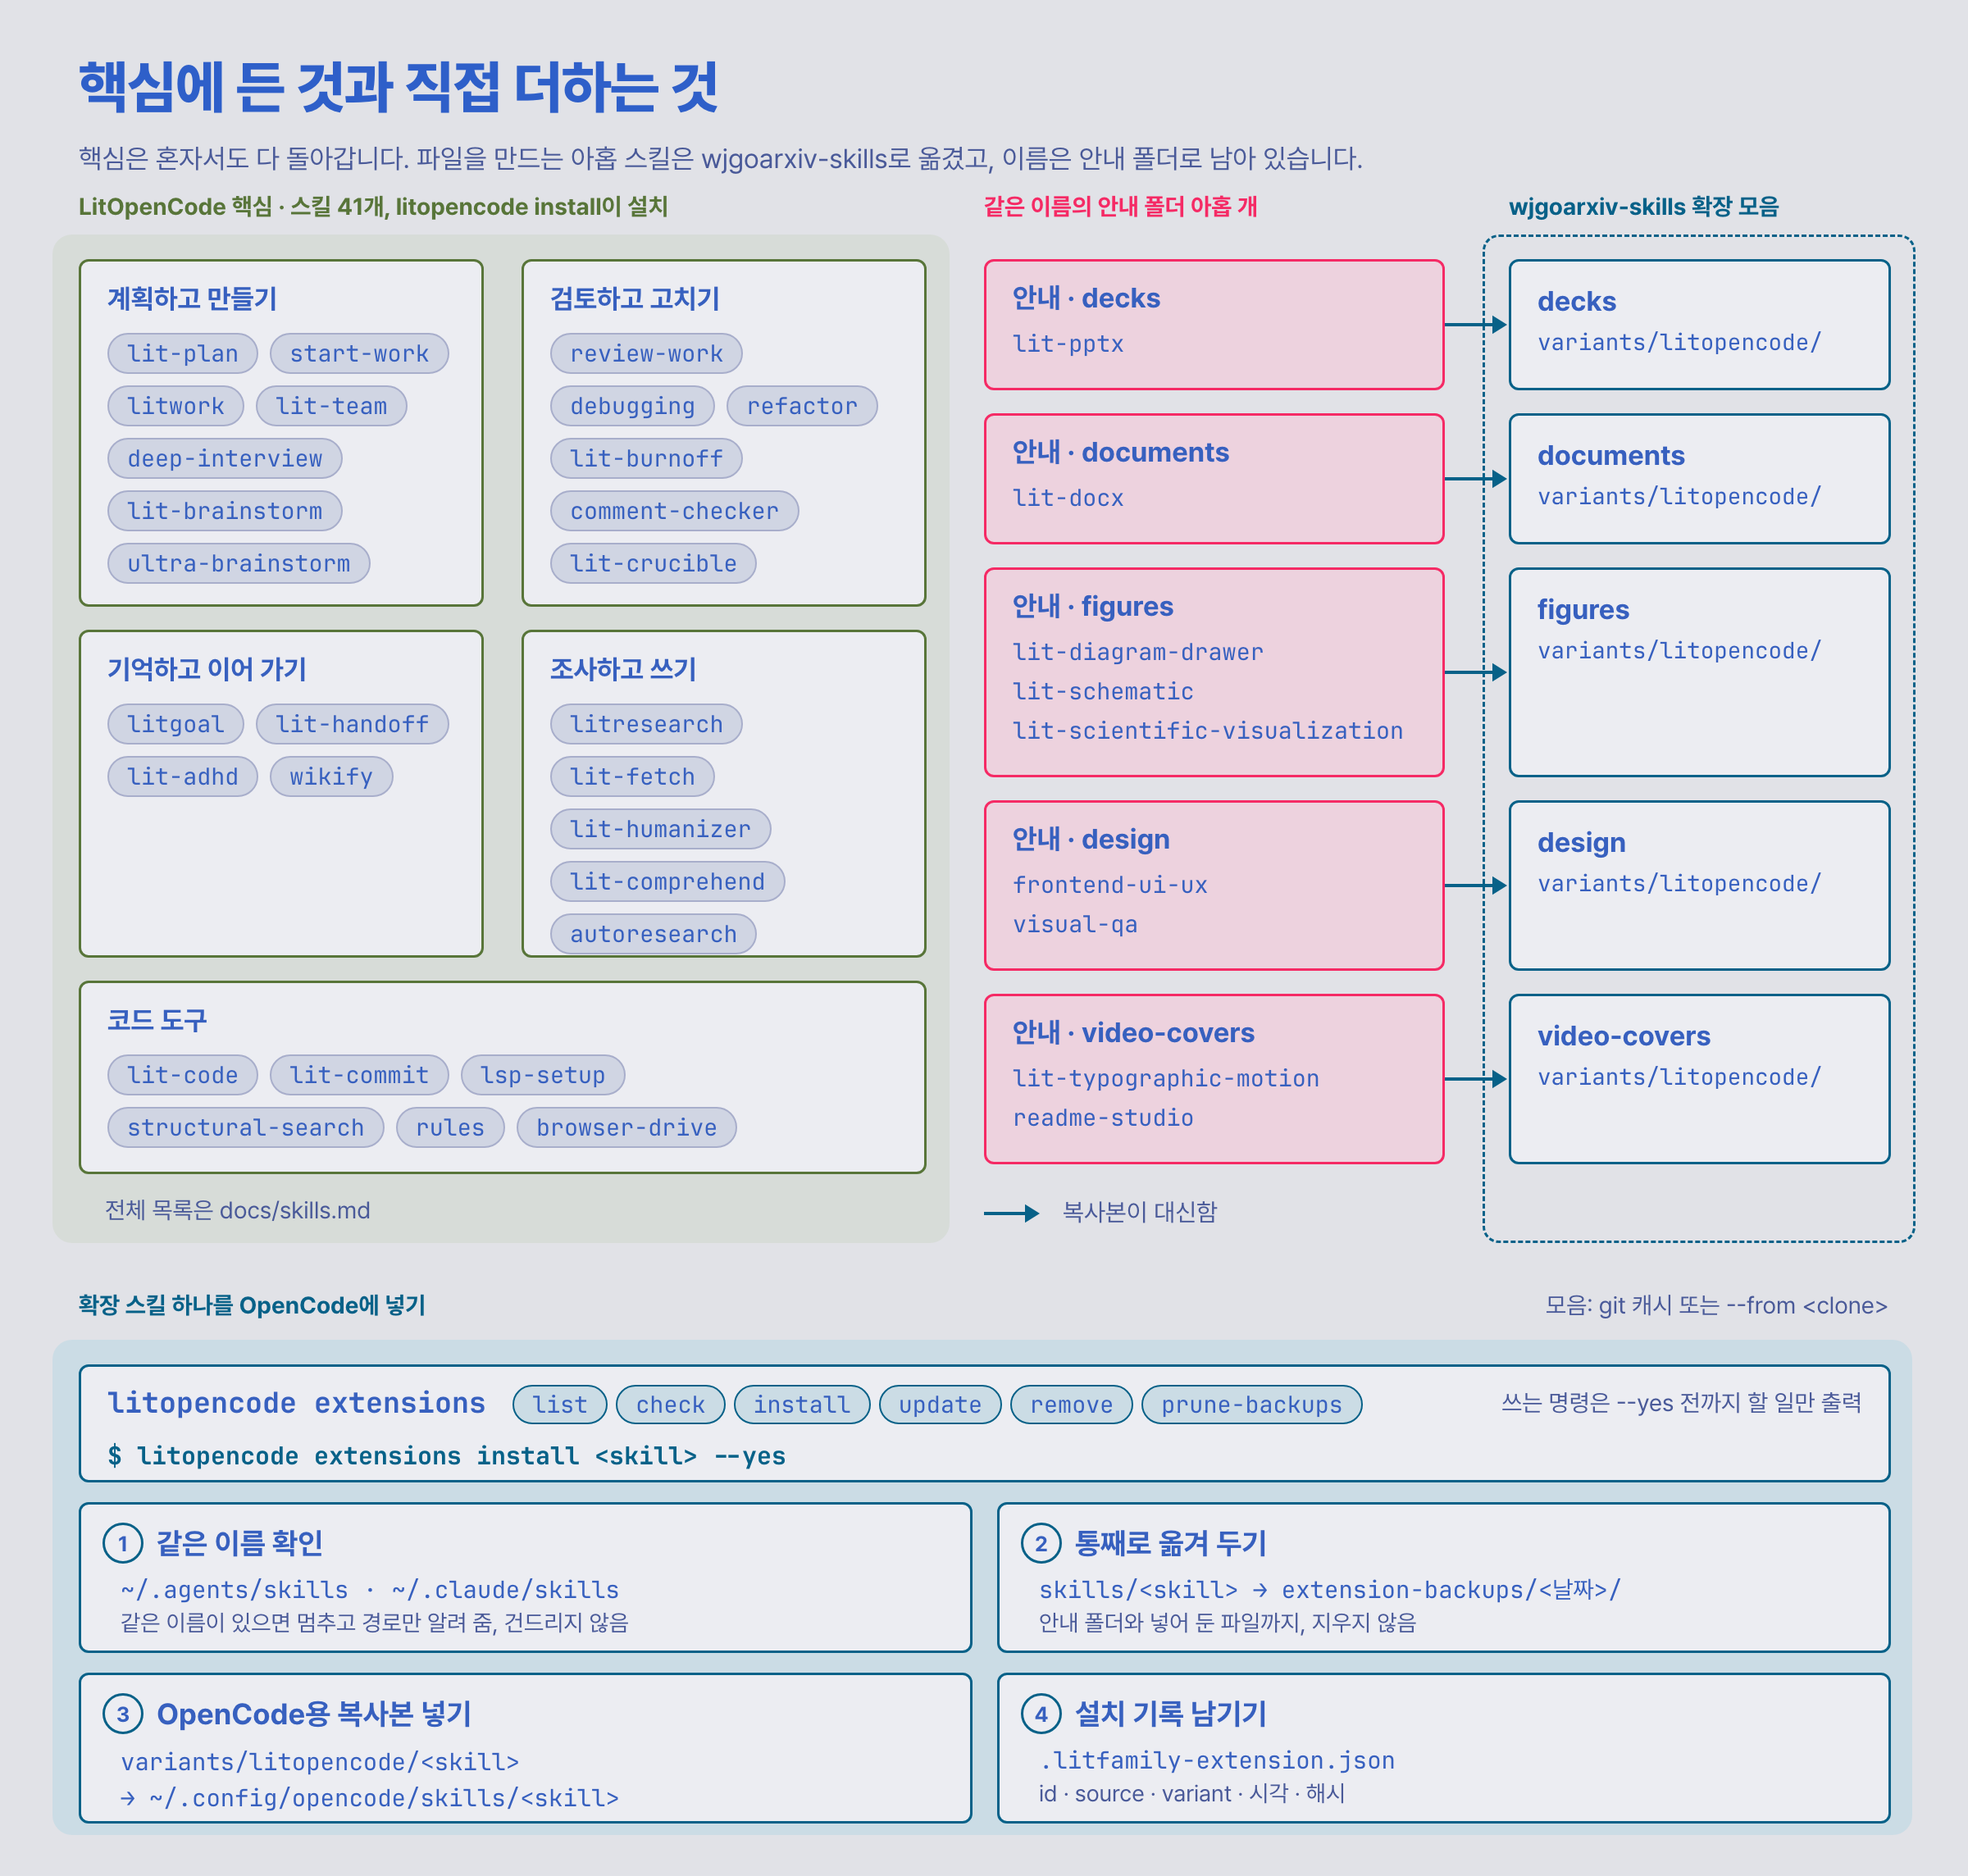 핵심에 든 것과 직접 더하는 것
핵심은 혼자서도 다 돌아갑니다. 파일을 만드는 아홉 스킬은 wjgoarxiv-skills로 옮겼고, 이름은 안내 폴더로 남아 있습니다.
LitOpenCode 핵심 · 스킬 41개, litopencode install이 설치
계획하고 만들기
lit-plan start-work
litwork lit-team
deep-interview
lit-brainstorm
ultra-brainstorm
검토하고 고치기
review-work
debugging refactor
lit-burnoff
comment-checker
lit-crucible
기억하고 이어 가기
litgoal lit-handoff
lit-adhd wikify
조사하고 쓰기
litresearch
lit-fetch
lit-humanizer
lit-comprehend
autoresearch
코드 도구
lit-code lit-commit lsp-setup
structural-search rules browser-drive
전체 목록은 docs/skills.md
같은 이름의 안내 폴더 아홉 개
안내 · decks
lit-pptx
안내 · documents
lit-docx
안내 · figures
lit-diagram-drawer
lit-schematic
lit-scientific-visualization
안내 · design
frontend-ui-ux
visual-qa
안내 · video-covers
lit-typographic-motion
readme-studio
복사본이 대신함
wjgoarxiv-skills 확장 모음
decks
variants/litopencode/
documents
variants/litopencode/
figures
variants/litopencode/
design
variants/litopencode/
video-covers
variants/litopencode/
확장 스킬 하나를 OpenCode에 넣기
모음: git 캐시 또는 --from <clone>
litopencode extensions list check install update remove prune-backups
쓰는 명령은 --yes 전까지 할 일만 출력
$ litopencode extensions install <skill> --yes
1 같은 이름 확인
~/.agents/skills · ~/.claude/skills
같은 이름이 있으면 멈추고 경로만 알려 줌, 건드리지 않음
2 통째로 옮겨 두기
skills/<skill> → extension-backups/<날짜>/
안내 폴더와 넣어 둔 파일까지, 지우지 않음
3 OpenCode용 복사본 넣기
variants/litopencode/<skill>
→ ~/.config/opencode/skills/<skill>
4 설치 기록 남기기
.litfamily-extension.json
id · source · variant · 시각 · 해시